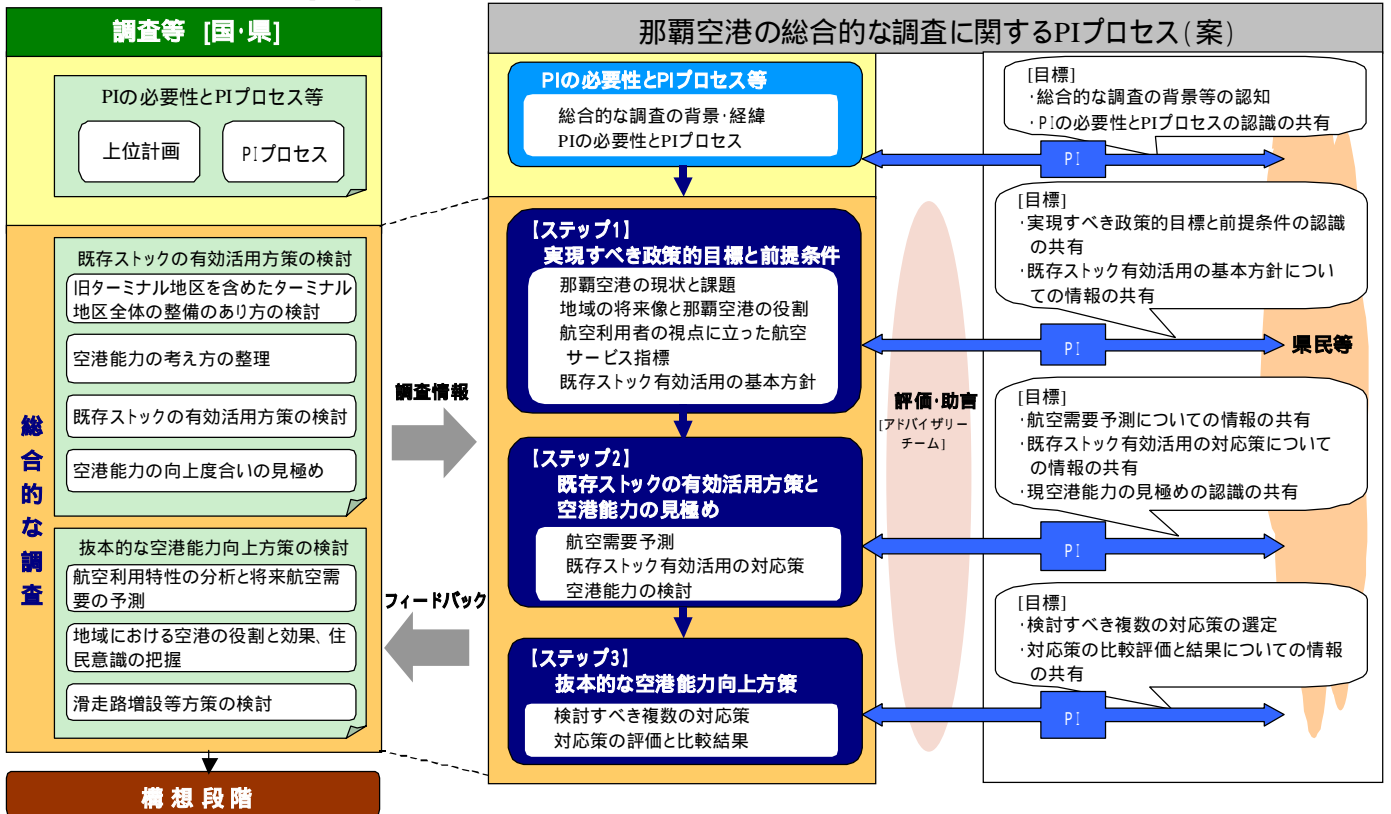 調査等 [国･県]
PIの必要性とPIプロセス等
上位計画
PIプロセス
総合的な調査
既存ストックの有効活用方策の検討
旧ターミナル地区を含めたターミナル
地区全体の整備のあり方の検討
空港能力の考え方の整理
既存ストックの有効活用方策の検討
空港能力の向上度合いの見極め
抜本的な空港能力向上方策の検討
航空利用特性の分析と将来航空需
要の予測
地域における空港の役割と効果、住
民意識の把握
滑走路増設等方策の検討
構想段階
調査情報
フィードバック
那覇空港の総合的な調査に関するPIプロセス(案)
PIの必要性とPIプロセス等
総合的な調査の背景･経緯
PIの必要性とPIプロセス
【ステップ1】
実現すべき政策的目標と前提条件
那覇空港の現状と課題
地域の将来像と那覇空港の役割
航空利用者の視点に立った航空
サービス指標
既存ストック有効活用の基本方針
【ステップ2】
既存ストックの有効活用方策と
空港能力の見極め
航空需要予測
既存ストック有効活用の対応策
空港能力の検討
【ステップ3】
抜本的な空港能力向上方策
検討すべき複数の対応策
対応策の評価と比較結果
評価･助言
[アドバイザリー
チーム]
[目標]
･総合的な調査の背景等の認知
･PIの必要性とPIプロセスの認識の共有
PI
[目標]
･実現すべき政策的目標と前提条件の認識
の共有
･既存ストック有効活用の基本方針につい
ての情報の共有
PI
県民等
[目標]
･航空需要予測についての情報の共有
･既存ストック有効活用の対応策について
の情報の共有
･現空港能力の見極めの認識の共有
PI
[目標]
･検討すべき複数の対応策の選定
･対応策の比較評価と結果についての情報
の共有
PI